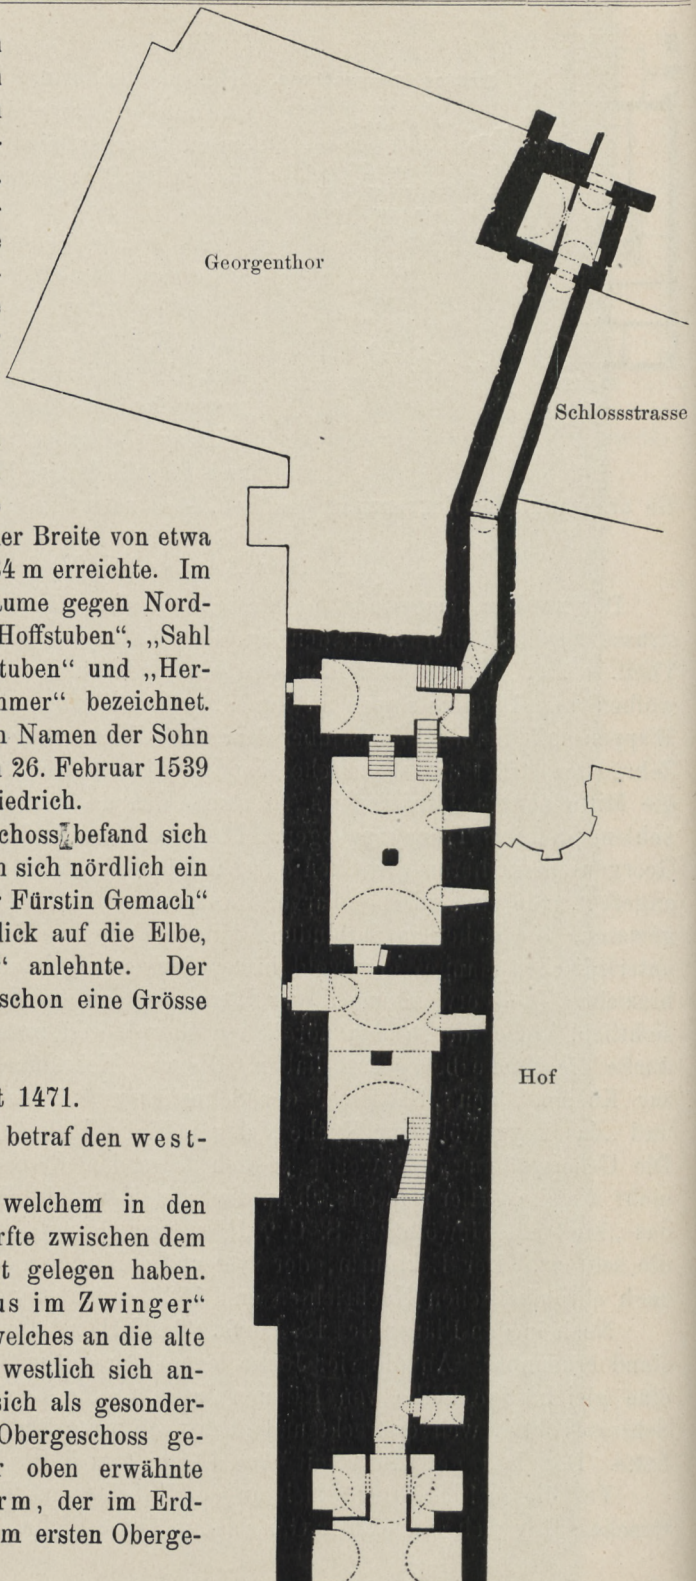 Georgenthor
Schlossstrasse
er Breite von etwa
4 m erreichte. Im
ume gegen Nord-
Hoffstuben“, „Sahl
tuben“ und „Her-
mer“ bezeichnet.
Namen der Sohn
26. Februar 1539
iedrich.
choss befand sich
sich nördlich ein
Fürstin Gemach“
lick auf die Elbe,
“ anlehnte. Der
schon eine Grösse
Hof
1471.
betraf den west-
welchem in den
rfte zwischen dem
t gelegen haben.
us im Zwinger“
welches an die alte
westlich sich an-
sich als gesonder-
Obergeschoss ge-
r oben erwähnte
rm, der im Erd-
m ersten Oberge-